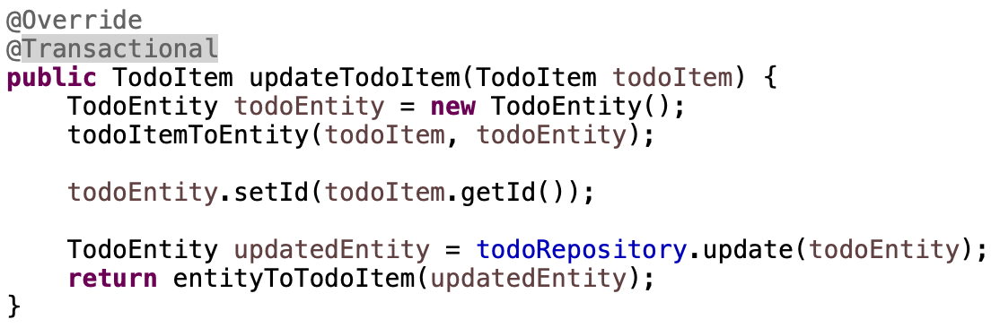 @Override
@Transactional
public TodoItem updateTodoItem(TodoItem todoItem) {
    TodoEntity todoEntity = new TodoEntity();
    todoItemToEntity(todoItem, todoEntity);

    todoEntity.setId(todoItem.getId());

    TodoEntity updatedEntity = todoRepository.update(todoEntity);
    return entityToTodoItem(updatedEntity);
}